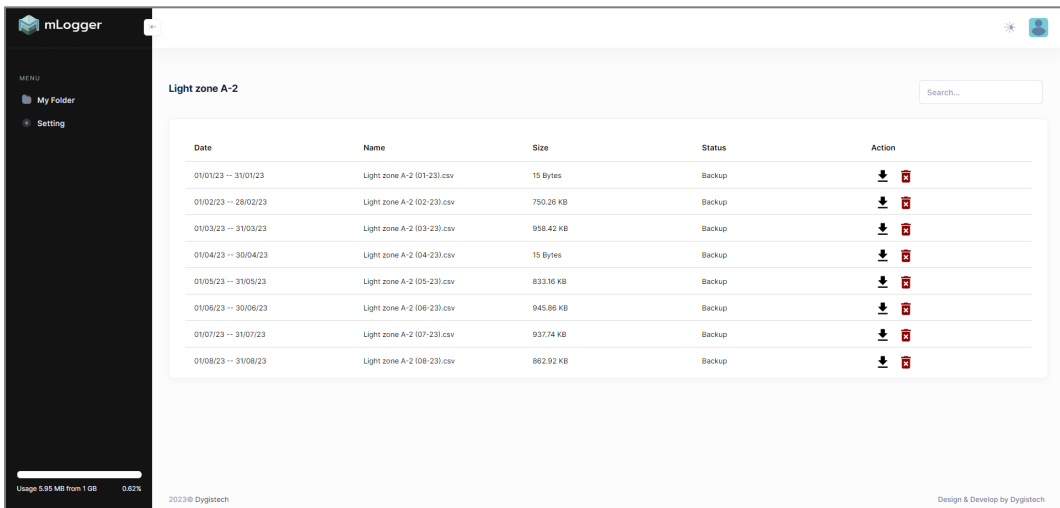 mLogger
MENU
My Folder
Setting
Light zone A-2
Search...
Date Name Size Status Action
01/01/23 -- 31/01/23 Light zone A-2 (01-23).csv 15 Bytes Backup
01/02/23 -- 28/02/23 Light zone A-2 (02-23).csv 750.26 KB Backup
01/03/23 -- 31/03/23 Light zone A-2 (03-23).csv 958.42 KB Backup
01/04/23 -- 30/04/23 Light zone A-2 (04-23).csv 15 Bytes Backup
01/05/23 -- 31/05/23 Light zone A-2 (05-23).csv 833.16 KB Backup
01/06/23 -- 30/06/23 Light zone A-2 (06-23).csv 945.86 KB Backup
01/07/23 -- 31/07/23 Light zone A-2 (07-23).csv 937.74 KB Backup
01/08/23 -- 31/08/23 Light zone A-2 (08-23).csv 862.92 KB Backup
Usage 5.95 MB from 1 GB 0.62%
2023© Dygistech
Design & Develop by Dygistech